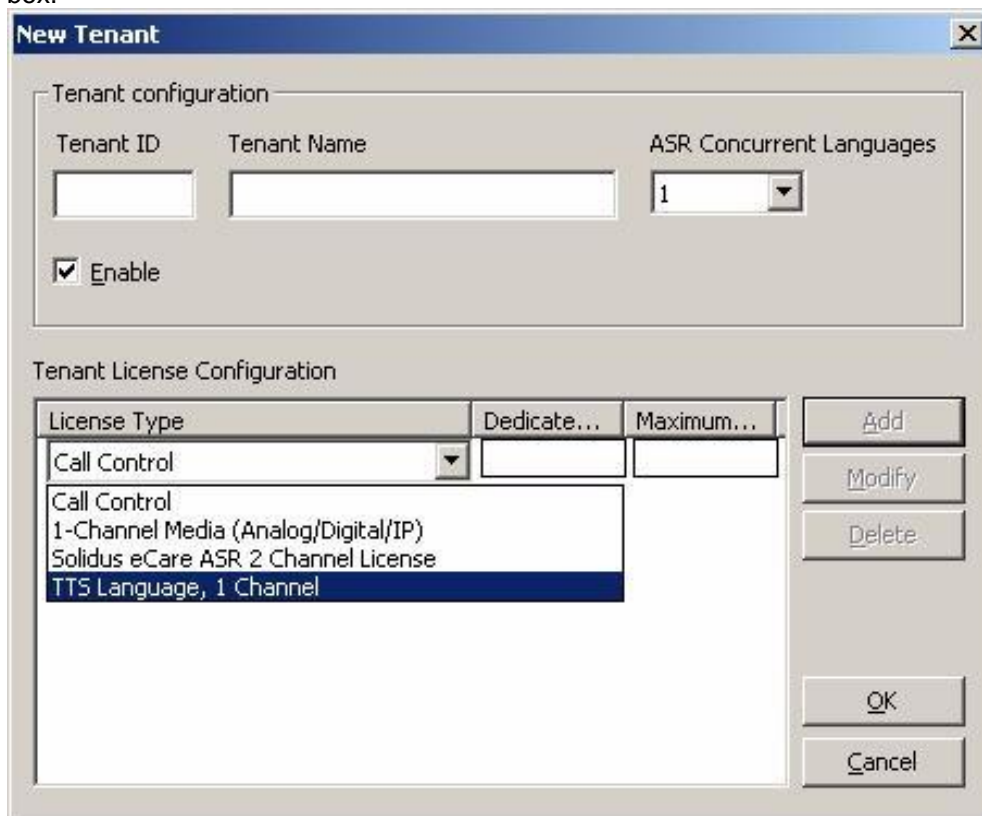 box.
New Tenant
Tenant configuration
Tenant ID Tenant Name ASR Concurrent Languages
1
Enable
Tenant License Configuration
License Type Dedicate... Maximum...
Call Control
Call Control
1-Channel Media (Analog/Digital/IP)
Solidus eCare ASR 2 Channel License
TTS Language, 1 Channel
Add
Modify
Delete
OK
Cancel